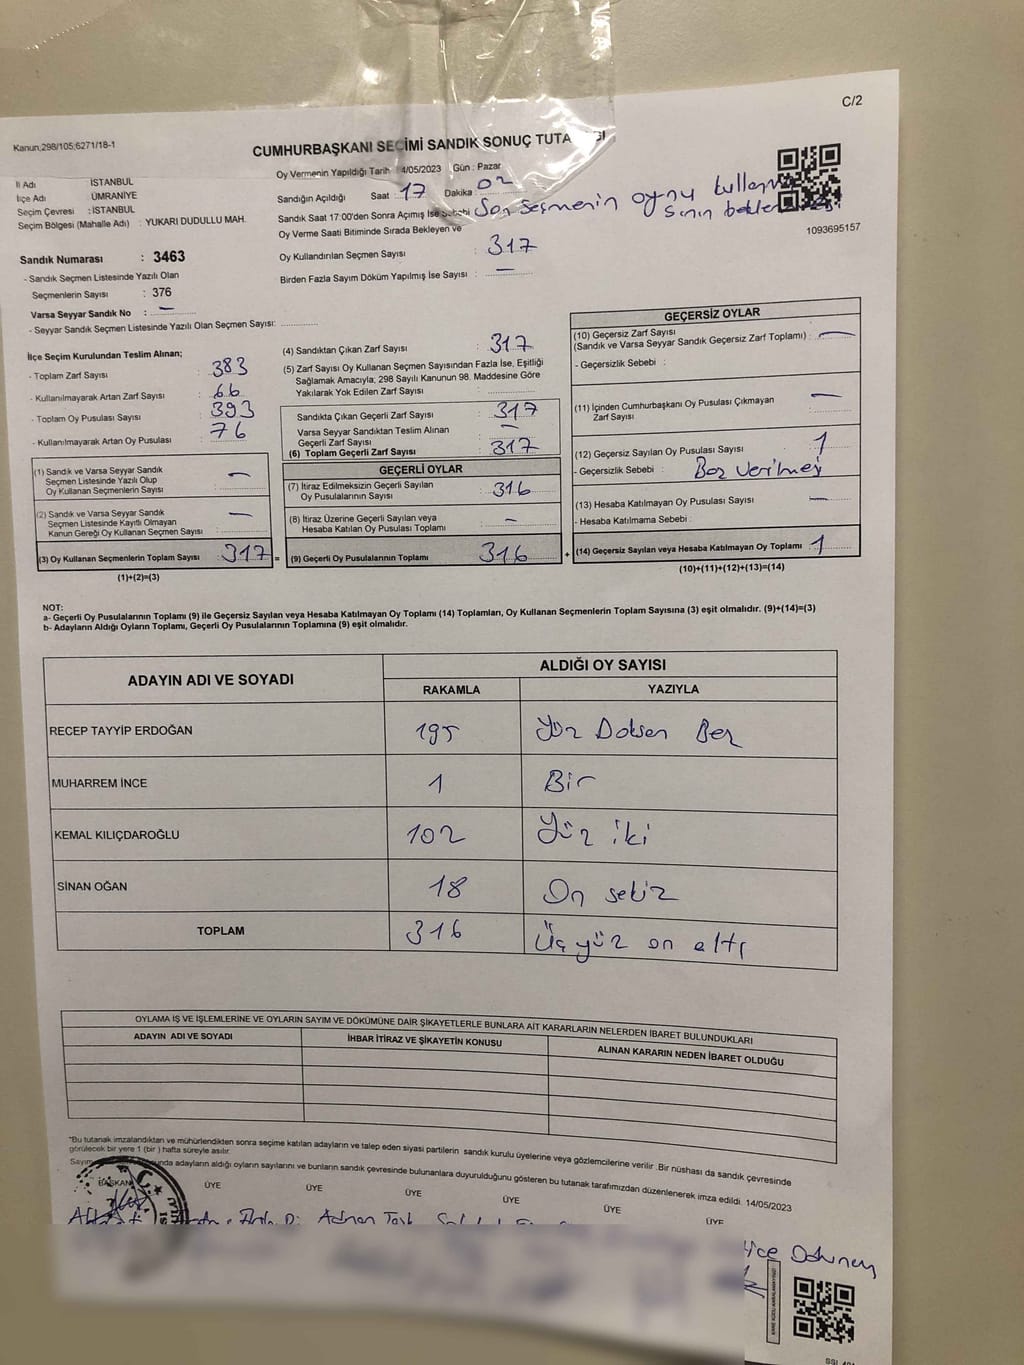 C/2
Kanun;298/105;6271/18-1
CUMHURBAŞKANI SEÇİMİ SANDIK SONUÇ TUTA
İl Adı İSTANBUL
İlçe Adı ÜMRANİYE
Seçim Çevresi : İSTANBUL
Seçim Bölgesi (Mahalle Adı) : YUKARI DUDULLU MAH.
Sandık Numarası : 3463
- Sandık Seçmen Listesinde Yazılı Olan
Seçmenlerin Sayısı : 376
Varsa Seyyar Sandık No : —
- Seyyar Sandık Seçmen Listesinde Yazılı Olan Seçmen Sayısı:
Oy Vermenin Yapıldığı Tarih 4/05/2023 Gün : Pazar
Sandığın Açıldığı Saat 17 Dakika 02
Sandık Saat 17:00'den Sonra Açımış İse Sebebi Son Seçmenin oyunu
Oy Verme Saati Bitiminde Sırada Bekleyen ve
Oy Kullandırılan Seçmen Sayısı : 317
Birden Fazla Sayım Döküm Yapılmış İse Sayısı : —
1093695157
İlçe Seçim Kurulundan Teslim Alınan;
- Toplam Zarf Sayısı : 383
- Kullanılmayarak Artan Zarf Sayısı : 66
- Toplam Oy Pusulası Sayısı : 393
- Kullanılmayarak Artan Oy Pusulası : 76
(1) Sandık ve Varsa Seyyar Sandık
Seçmen Listesinde Yazılı Olup
Oy Kullanan Seçmenlerin Sayısı : —
(2) Sandık ve Varsa Seyyar Sandık
Seçmen Listesinde Kayıtlı Olmayan
Kanun Gereği Oy Kullanan Seçmen Sayısı : —
(3) Oy Kullanan Seçmenlerin Toplam Sayısı : 317 =
(1)+(2)=(3)
(4) Sandıktan Çıkan Zarf Sayısı : 317
(5) Zarf Sayısı Oy Kullanan Seçmen Sayısından Fazla İse, Eşitliği
Sağlamak Amacıyla; 298 Sayılı Kanunun 98. Maddesine Göre
Yakılarak Yok Edilen Zarf Sayısı :
Sandıkta Çıkan Geçerli Zarf Sayısı : 317
Varsa Seyyar Sandıktan Teslim Alınan
Geçerli Zarf Sayısı : —
(6) Toplam Geçerli Zarf Sayısı : 317
GEÇERLİ OYLAR
(7) İtiraz Edilmeksizin Geçerli Sayılan
Oy Pusulalarının Sayısı : 316
(8) İtiraz Üzerine Geçerli Sayılan veya
Hesaba Katılan Oy Pusulası Toplamı : —
(9) Geçerli Oy Pusulalarının Toplamı : 316 +
GEÇERSİZ OYLAR
(10) Geçersiz Zarf Sayısı
(Sandık ve Varsa Seyyar Sandık Geçersiz Zarf Toplamı) : —
- Geçersizlik Sebebi :
(11) İçinden Cumhurbaşkanı Oy Pusulası Çıkmayan
Zarf Sayısı : —
(12) Geçersiz Sayılan Oy Pusulası Sayısı : 1
- Geçersizlik Sebebi :
(13) Hesaba Katılmayan Oy Pusulası Sayısı : —
- Hesaba Katılmama Sebebi :
(14) Geçersiz Sayılan veya Hesaba Katılmayan Oy Toplamı : 1
(10)+(11)+(12)+(13)=(14)
NOT:
a- Geçerli Oy Pusulalarının Toplamı (9) ile Geçersiz Sayılan veya Hesaba Katılmayan Oy Toplamı (14) Toplamları, Oy Kullanan Seçmenlerin Toplam Sayısına (3) eşit olmalıdır. (9)+(14)=(3)
b- Adayların Aldığı Oyların Toplamı, Geçerli Oy Pusulalarının Toplamına (9) eşit olmalıdır.
ADAYIN ADI VE SOYADI ALDIĞI OY SAYISI
RAKAMLA YAZIYLA
RECEP TAYYİP ERDOĞAN 195 Yüz Doksan Beş
MUHARREM İNCE 1 Bir
KEMAL KILIÇDAROĞLU 102 Yüz iki
SİNAN OĞAN 18 On sekiz
TOPLAM 316 Üç yüz on altı
OYLAMA İŞ VE İŞLEMLERİNE VE OYLARIN SAYIM VE DÖKÜMÜNE DAİR ŞİKAYETLERLE BUNLARA AİT KARARLARIN NELERDEN İBARET BULUNDUKLARI
ADAYIN ADI VE SOYADI İHBAR İTİRAZ VE ŞİKAYETİN KONUSU ALINAN KARARIN NEDEN İBARET OLDUĞU
*Bu tutanak imzalandıktan ve mühürlendikten sonra seçime katılan adayların ve talep eden siyasi partilerin sandık kurulu üyelerine veya gözlemcilerine verilir. Bir nüshası da sandık çevresinde
görülecek bir yere 1 (bir) hafta süreyle asılır.
adayların aldığı oyların sayılarını ve bunların sandık çevresinde bulunanlara duyurulduğunu gösteren bu tutanak tarafımızdan düzenlenerek imza edildi. 14/05/2023
BAŞKAN ÜYE ÜYE ÜYE ÜYE ÜYE ÜYE
Adnan